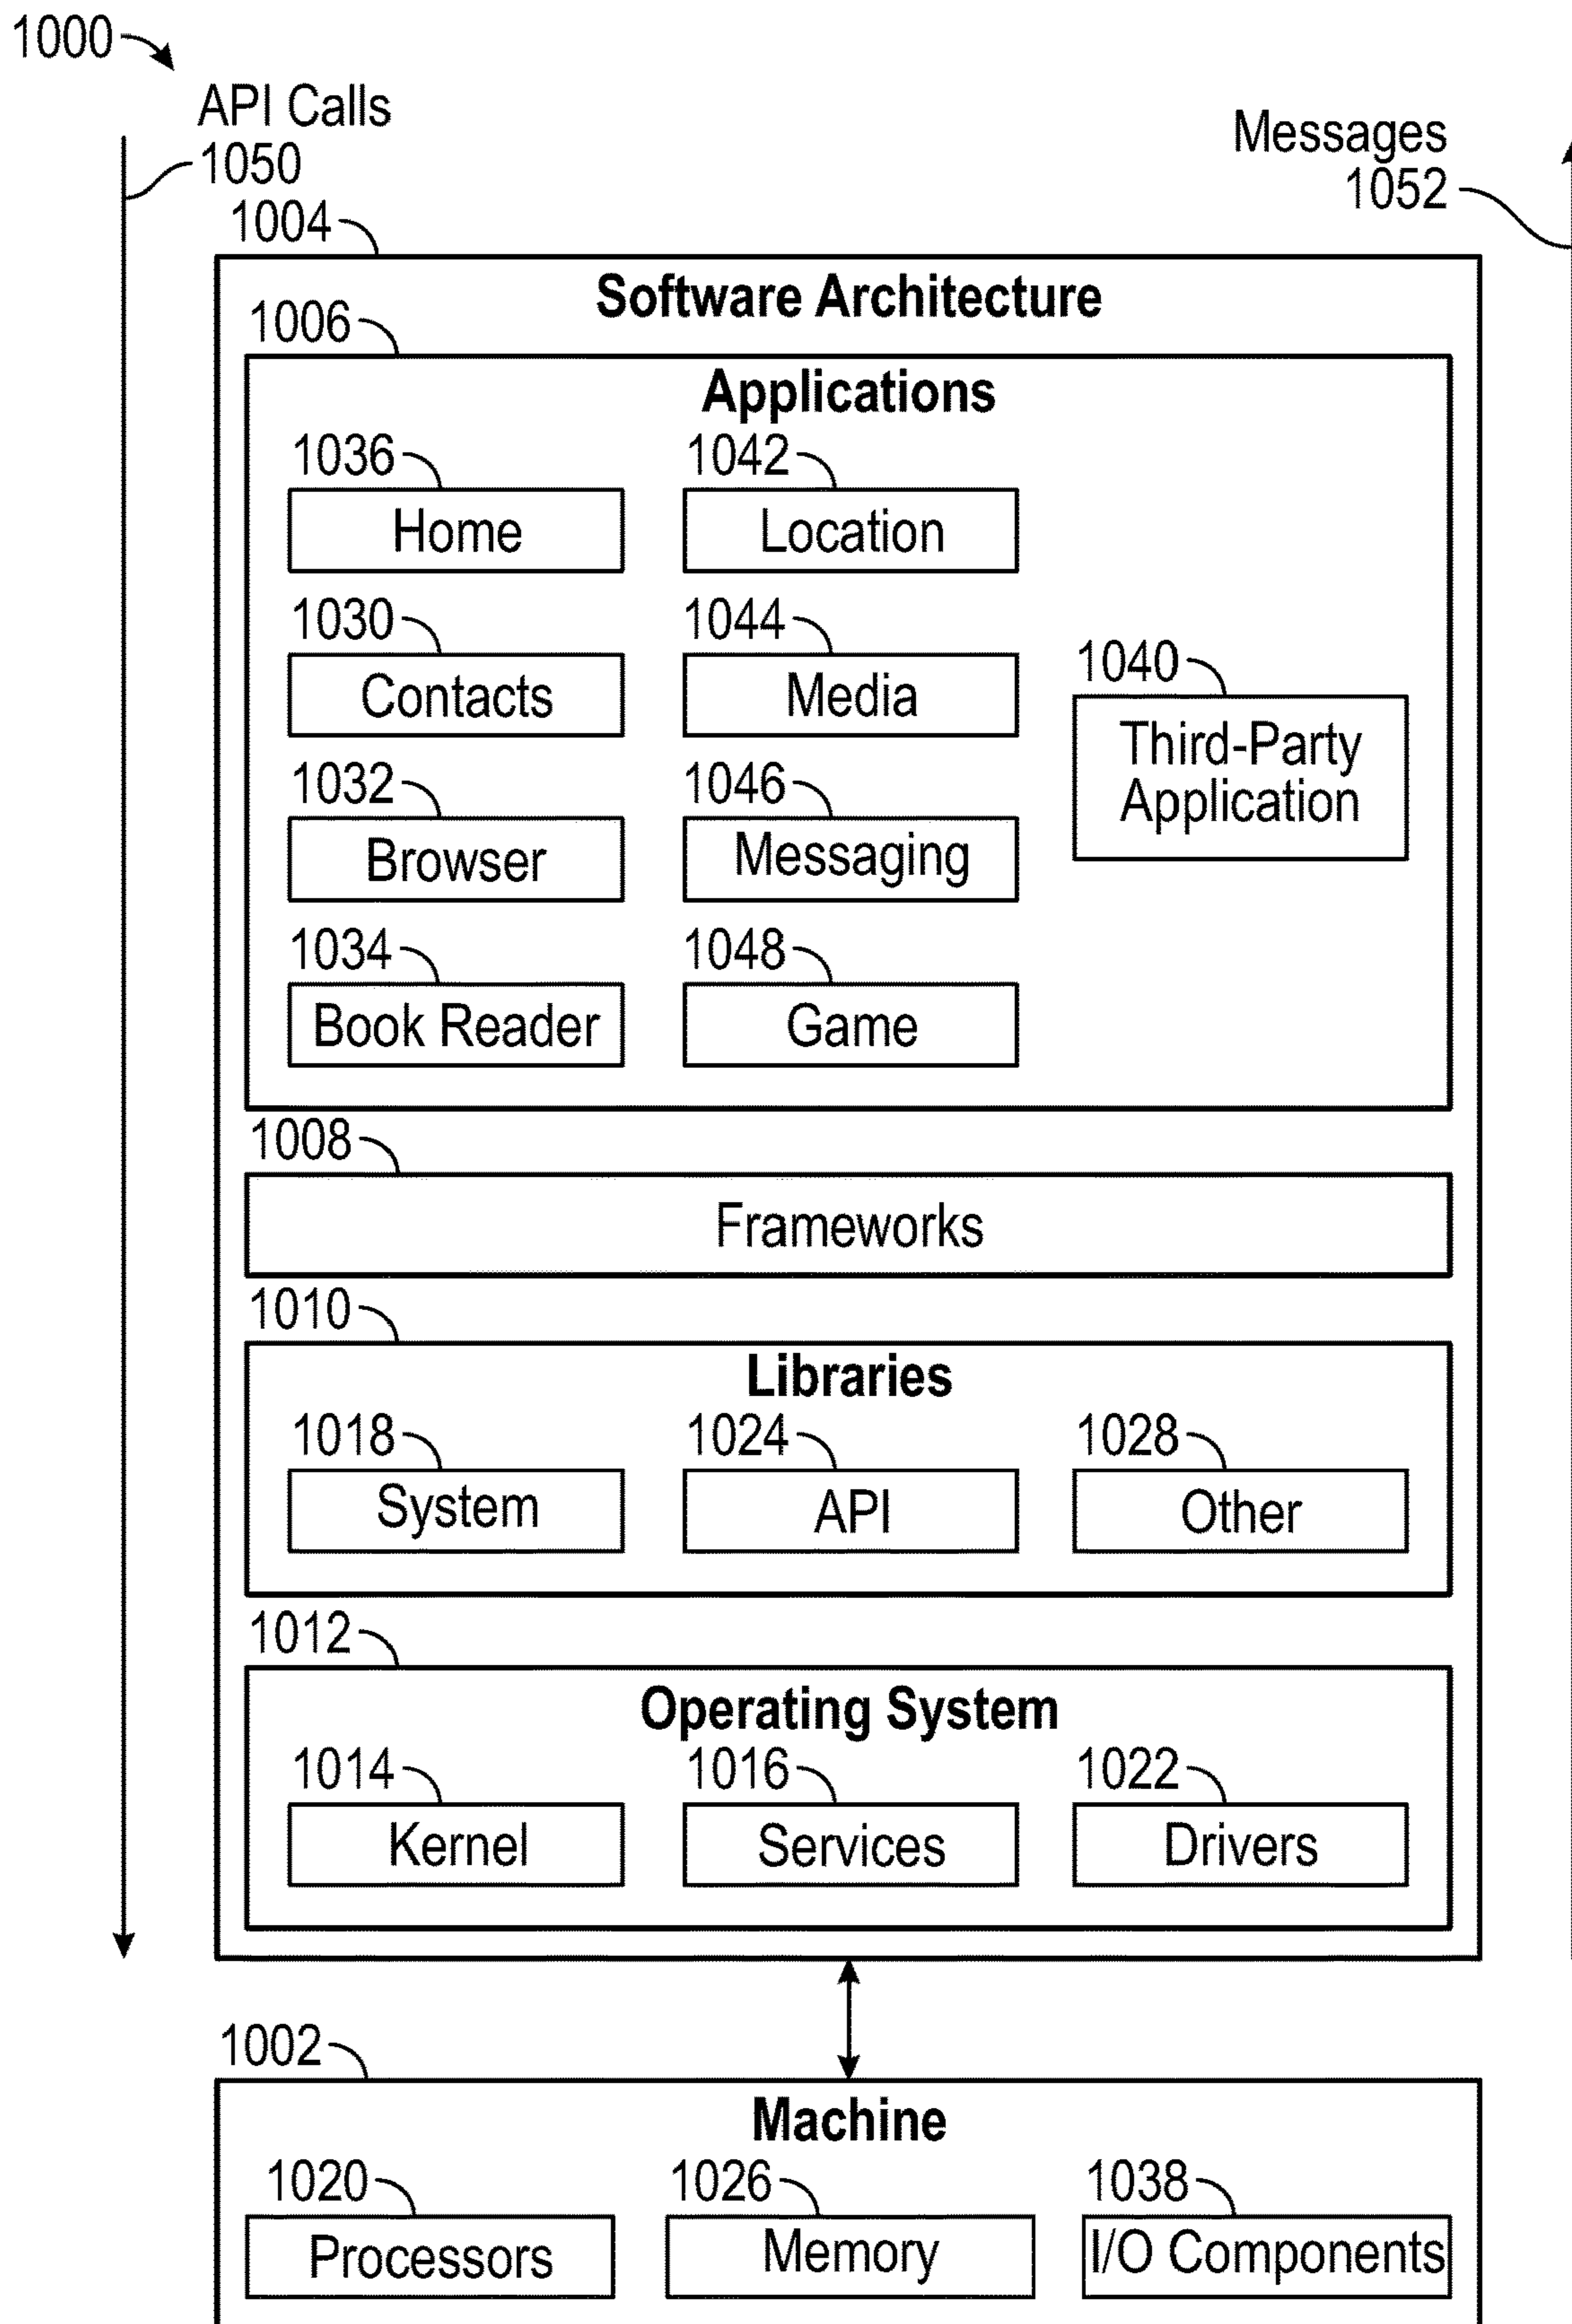 1000
API Calls
1050
Messages
1052
1004
Software Architecture
1006
Applications
1036
Home
1042
Location
1030
Contacts
1044
Media
1040
Third-Party
Application
1032
Browser
1046
Messaging
1034
Book Reader
1048
Game
1008
Frameworks
1010
Libraries
1018
System
1024
API
1028
Other
1012
Operating System
1014
Kernel
1016
Services
1022
Drivers
1002
Machine
1020
Processors
1026
Memory
1038
I/O Components